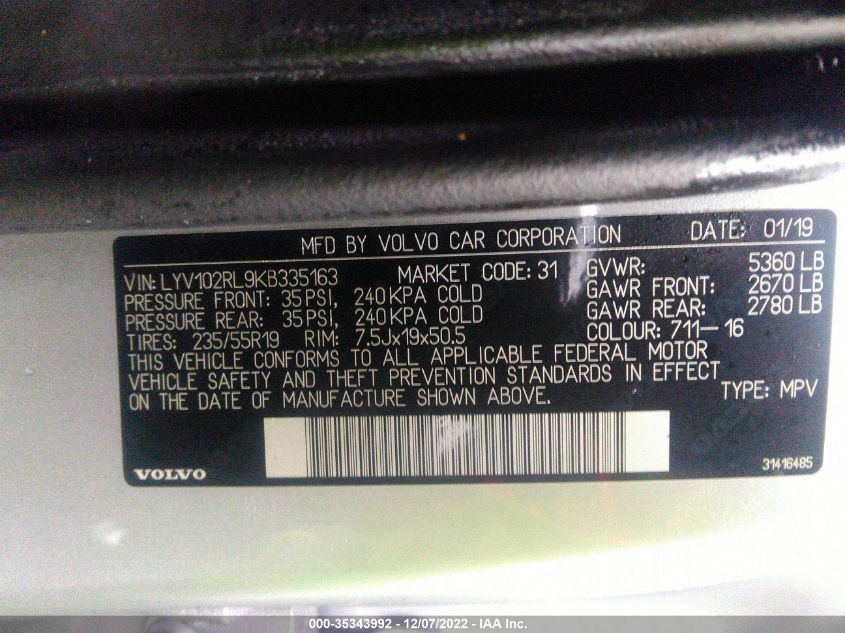 MFD BY VOLVO CAR CORPORATION DATE: 01/19
VIN: LYV102RL9KB335163 MARKET CODE: 31 GVWR: 5360 LB
PRESSURE FRONT: 35 PSI, 240 KPA COLD GAWR FRONT: 2670 LB
PRESSURE REAR: 35 PSI, 240 KPA COLD GAWR REAR: 2780 LB
TIRES: 235/55R19 RIM: 7.5Jx19x50.5 COLOUR: 711-16
THIS VEHICLE CONFORMS TO ALL APPLICABLE FEDERAL MOTOR
VEHICLE SAFETY AND THEFT PREVENTION STANDARDS IN EFFECT
ON THE DATE OF MANUFACTURE SHOWN ABOVE. TYPE: MPV
VOLVO 31416485
000-35343992 - 12/07/2022 - IAA Inc.